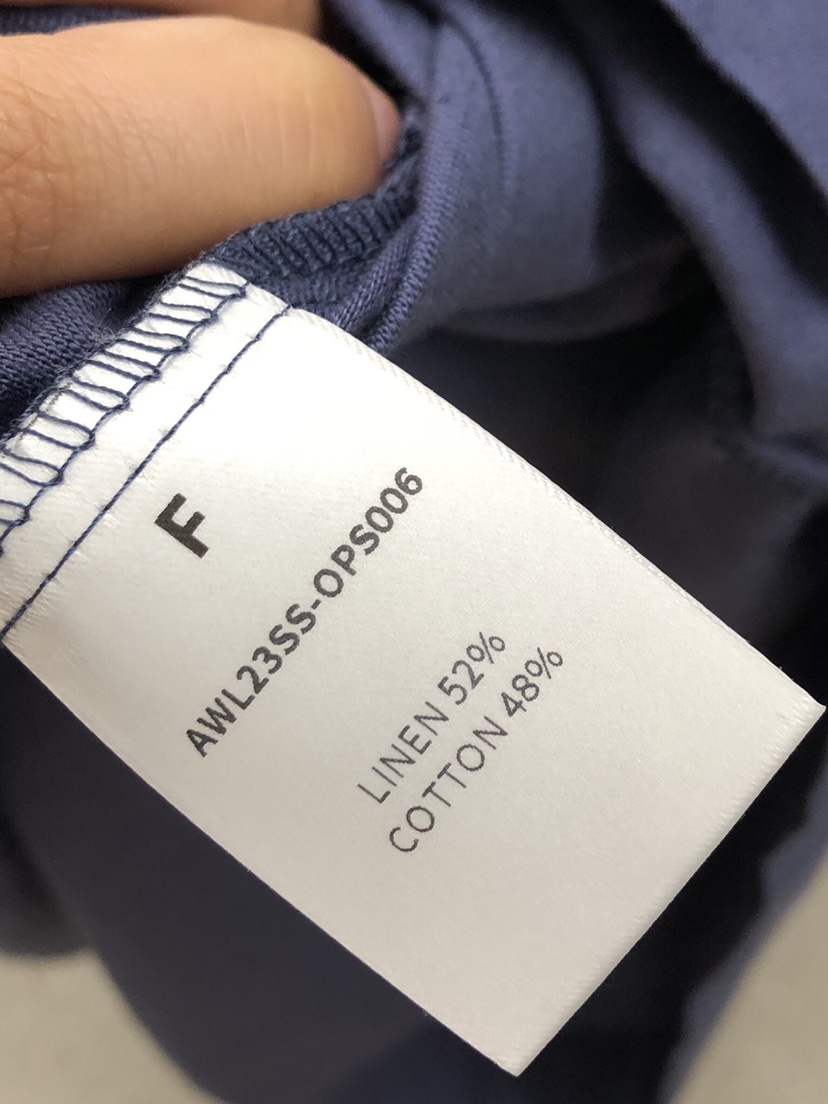 F
AWL23SS-OPS006
LINEN 52%
COTTON 48%